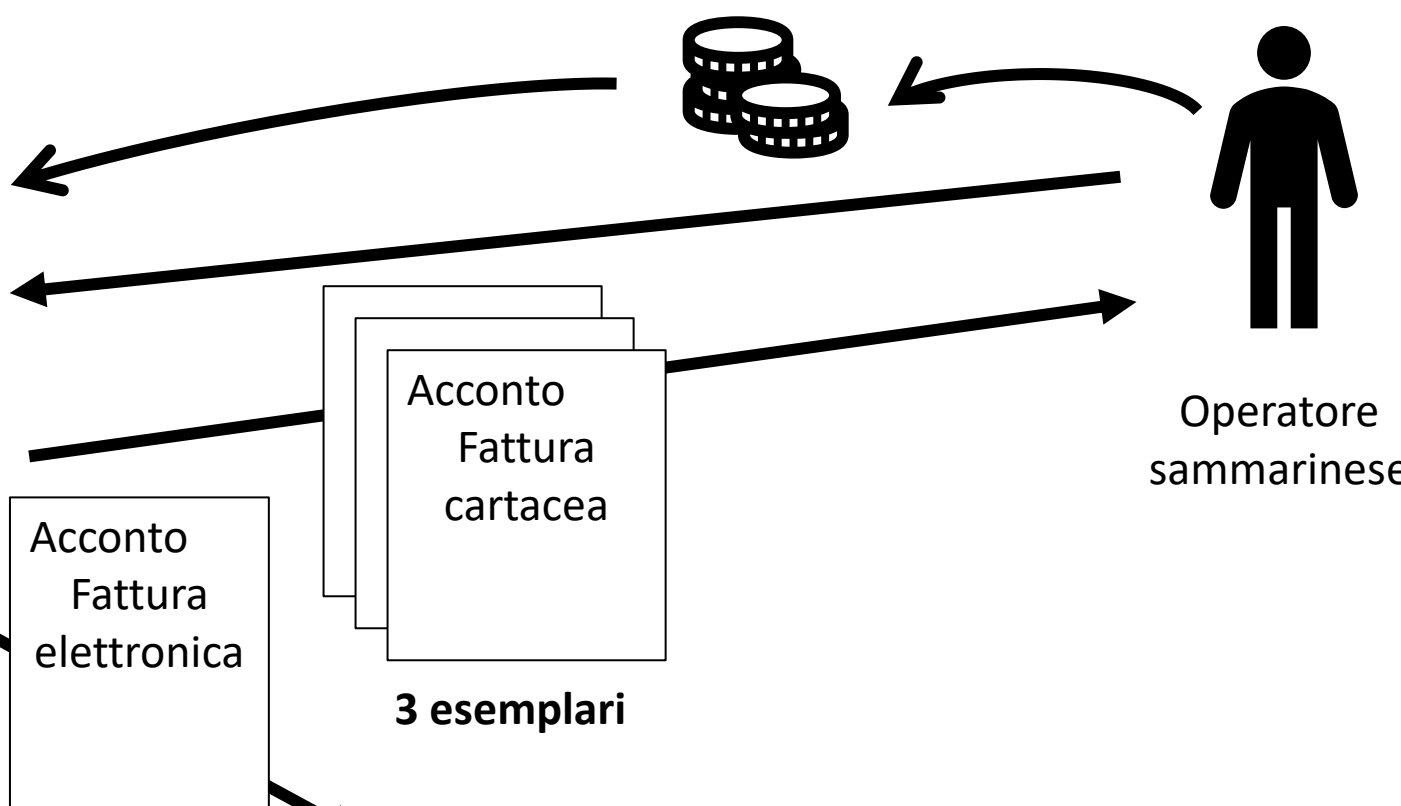 Acconto
Fattura
cartacea
3 esemplari
Operatore
sammarinese
Acconto
Fattura
elettronica